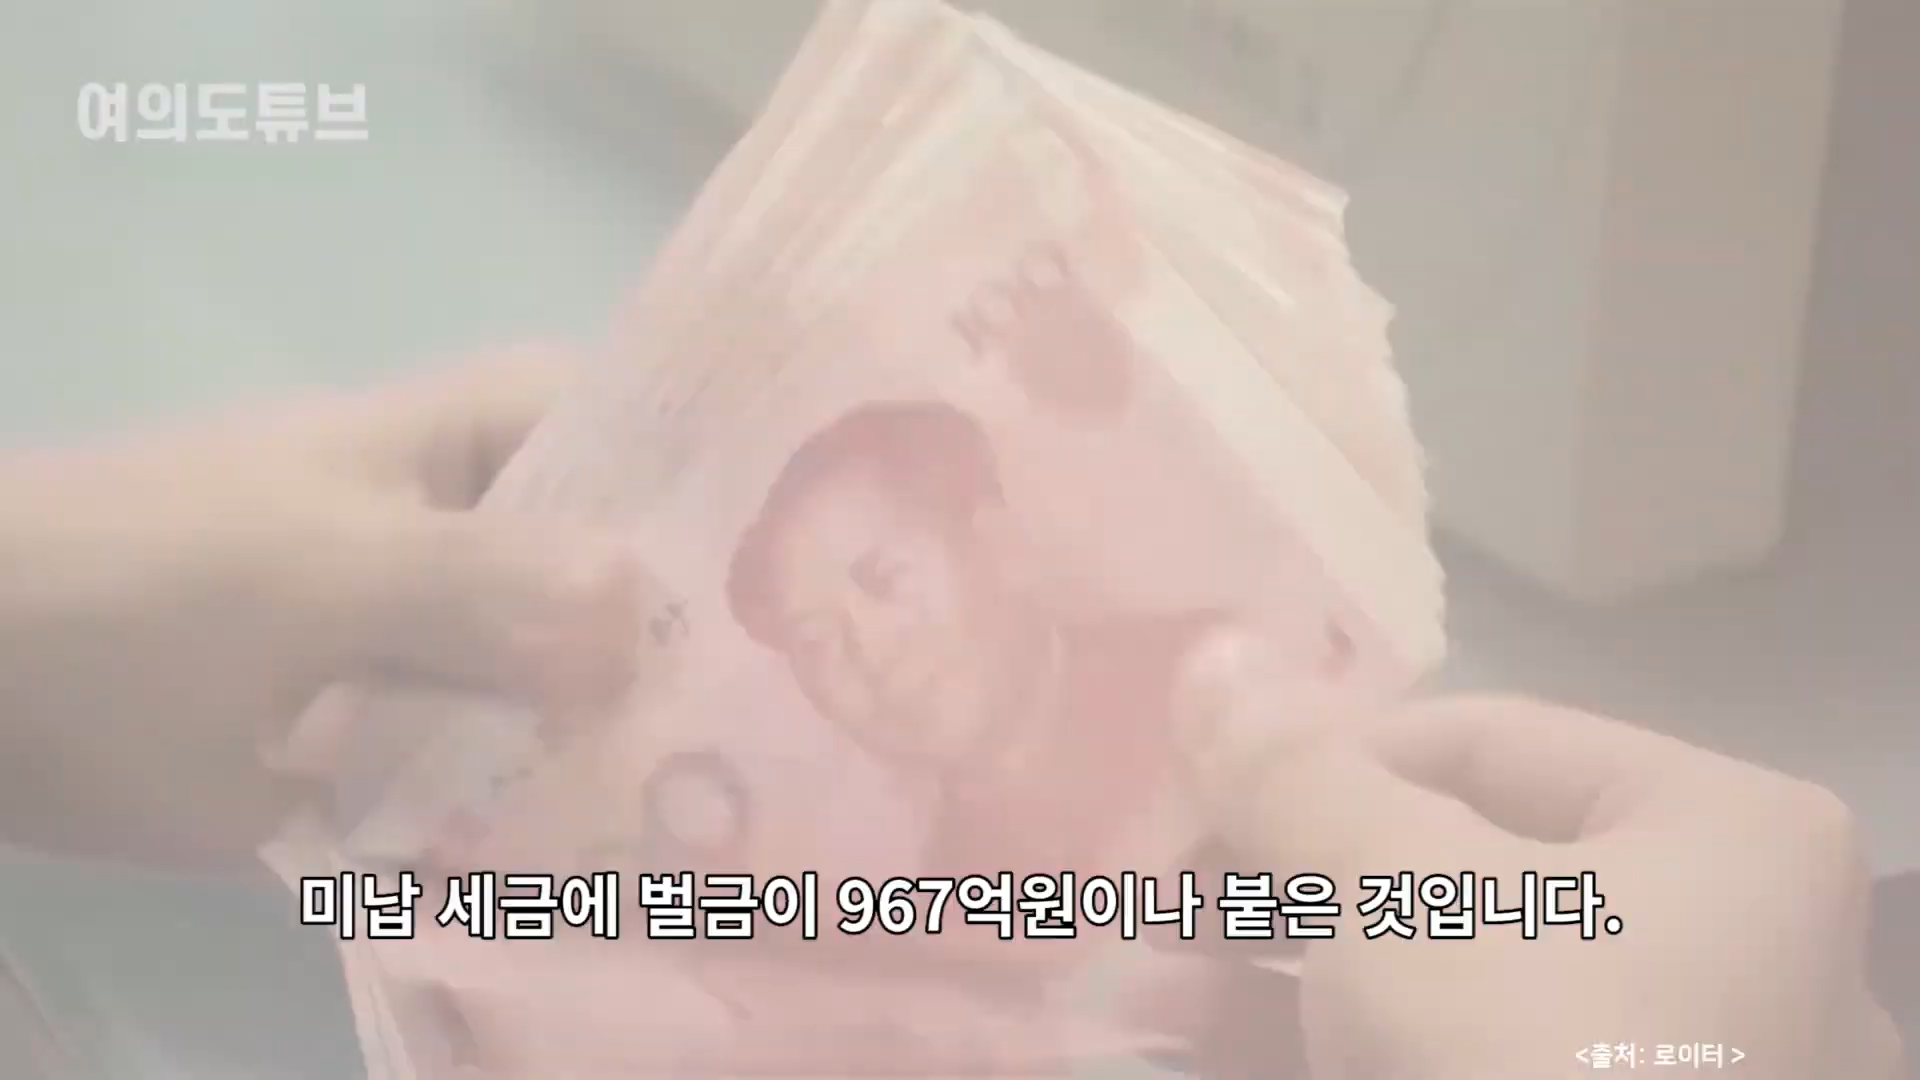 여의도튜브
100
미납 세금에 벌금이 967억원이나 붙은 것입니다.
<출처: 로이터 >